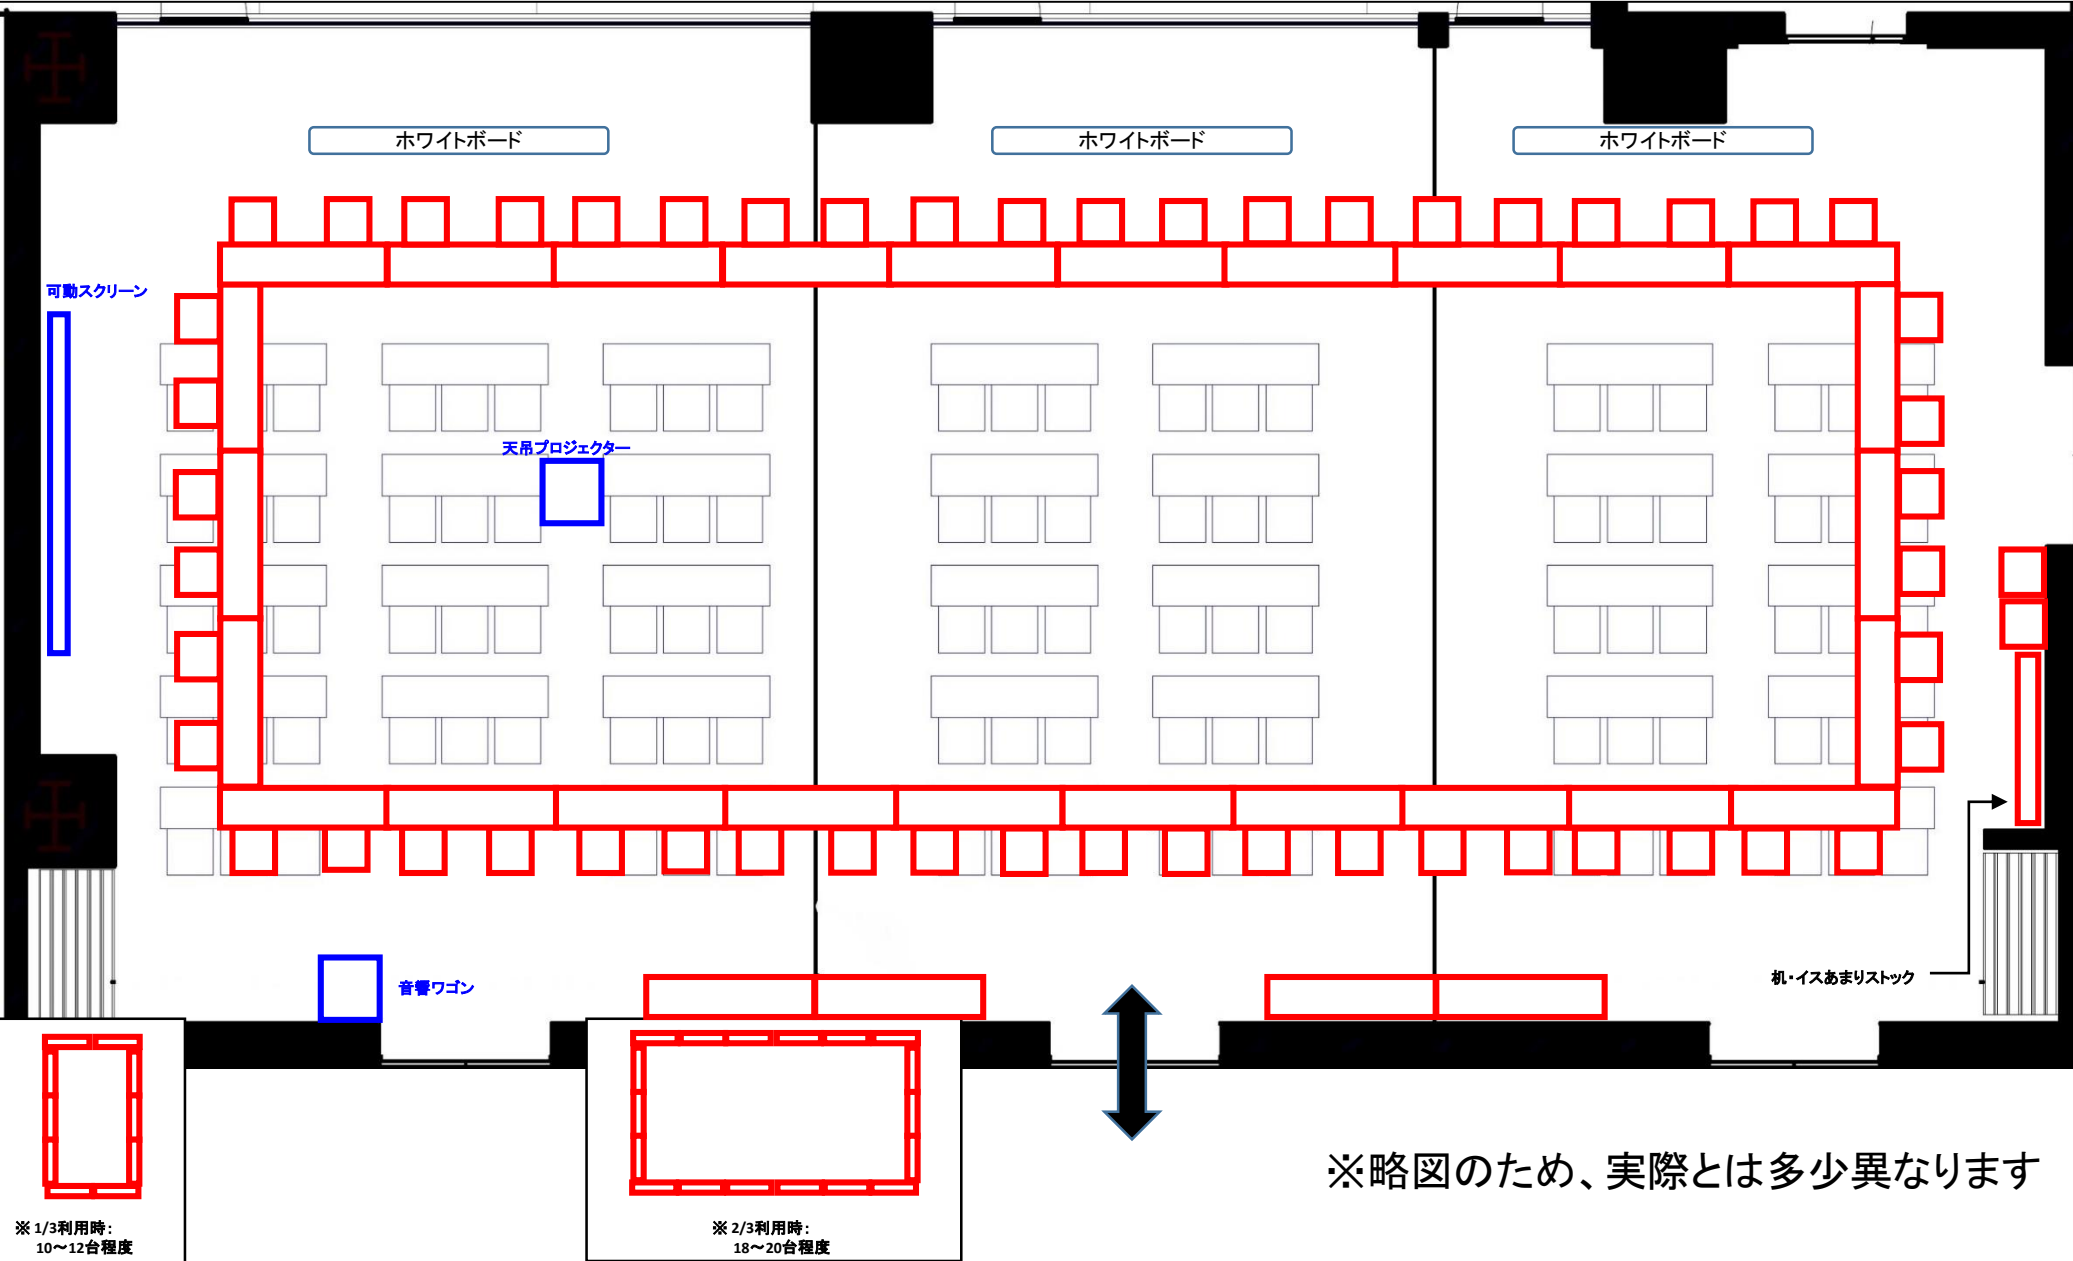 ホワイトボード
ホワイトボード
ホワイトボード
可動スクリーン
天吊プロジェクター
音響ワゴン
机・イスあまりストック
※略図のため、実際とは多少異なります
※ 1/3利用時：
10～12台程度
※ 2/3利用時：
18～20台程度